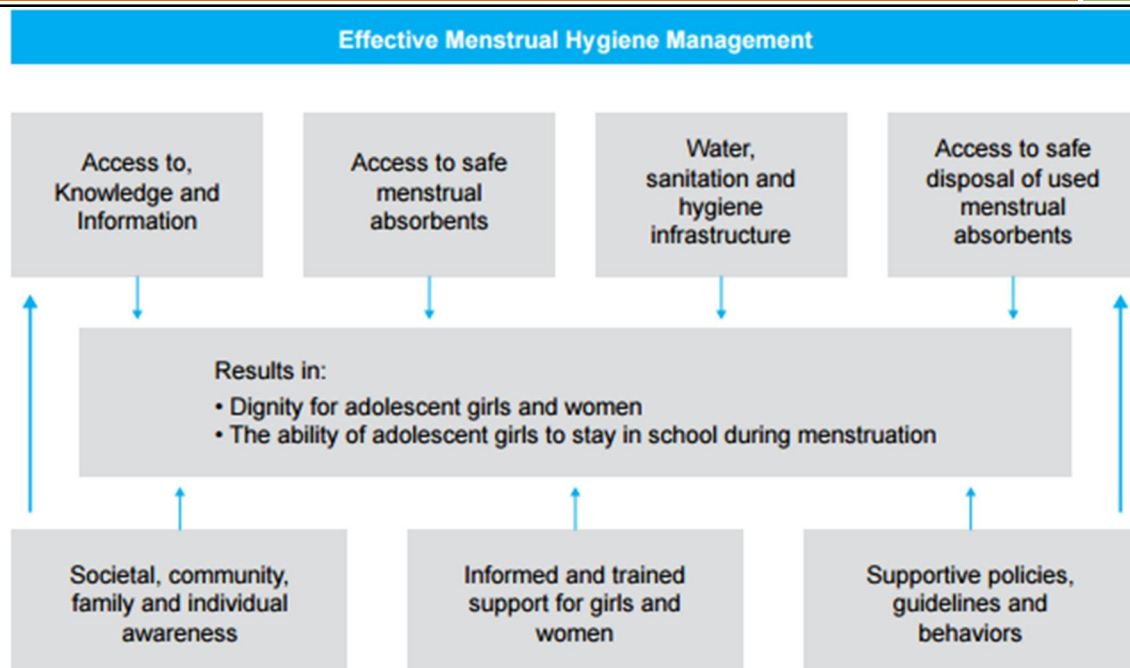 Effective Menstrual Hygiene Management
Access to,
Knowledge and
Information
Access to safe
menstrual
absorbents
Water,
sanitation and
hygiene
infrastructure
Access to safe
disposal of used
menstrual
absorbents
Results in:
• Dignity for adolescent girls and women
• The ability of adolescent girls to stay in school during menstruation
Societal, community,
family and individual
awareness
Informed and trained
support for girls and
women
Supportive policies,
guidelines and
behaviors